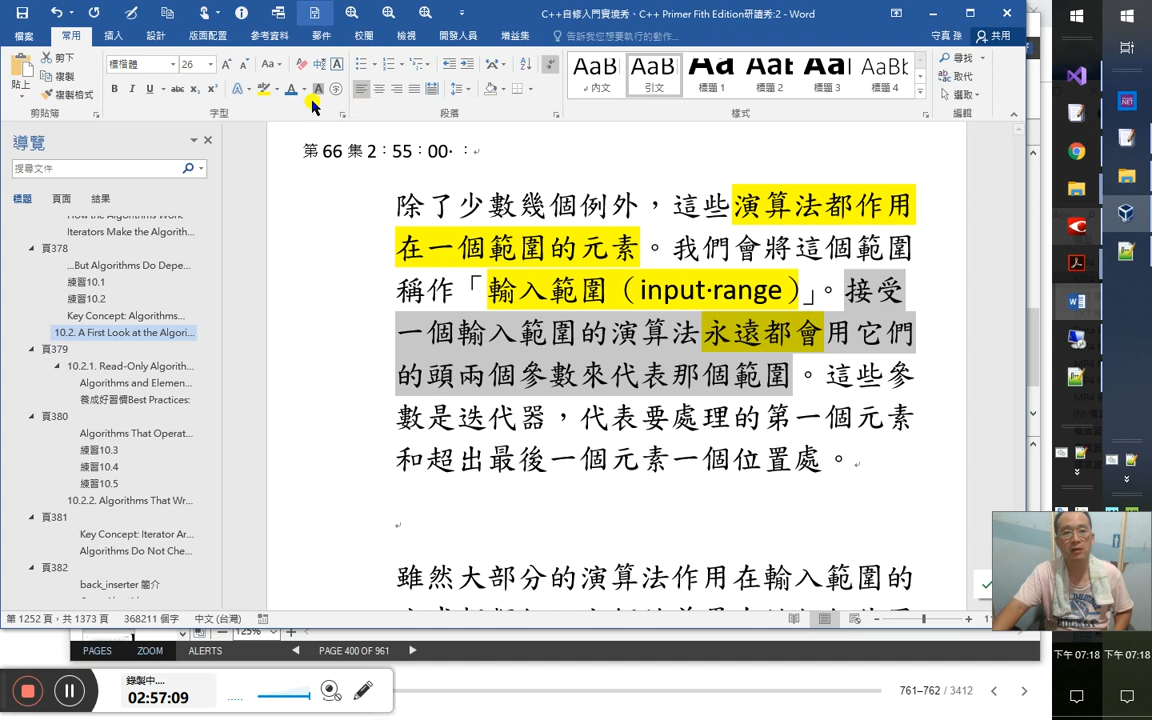 C++自修入門實境秀、C++ Primer Fith Edition研讀秀:2 - Word
檔案 常用 插入 設計 版面配置 參考資料 郵件 校閱 檢視 開發人員 增益集 告訴我您想要執行的動作... 守真 孫 共用
貼上
剪下
複製
複製格式
標楷體 26
AaBb 內文
AaBb 引文
AaB 標題 1
AaBb 標題 2
AaBb 標題 3
AaBbC 標題 4
尋找
取代
選取
剪貼簿 字型 段落 樣式 編輯
導覽
搜尋文件
標題 頁面 結果
Iterators Make the Algorith...
頁378
...But Algorithms Do Depe...
練習10.1
練習10.2
Key Concept: Algorithms...
10.2. A First Look at the Algori...
頁379
10.2.1. Read-Only Algorith...
Algorithms and Elemen...
養成好習慣Best Practices:
頁380
Algorithms That Operat...
練習10.3
練習10.4
練習10.5
10.2.2. Algorithms That Wr...
頁381
Key Concept: Iterator Ar...
Algorithms Do Not Che...
頁382
back_inserter 簡介
第 66 集 2：55：00· ：
除了少數幾個例外，這些演算法都作用
在一個範圍的元素。我們會將這個範圍
稱作「輸入範圍（input·range）」。接受
一個輸入範圍的演算法永遠都會用它們
的頭兩個參數來代表那個範圍。這些參
數是迭代器，代表要處理的第一個元素
和超出最後一個元素一個位置處。
雖然大部分的演算法作用在輸入範圍的
第 1252 頁，共 1373 頁 368211 個字 中文 (台灣)
125%
PAGES ZOOM ALERTS PAGE 400 OF 961
錄製中....
02:57:09
761–762 / 3412
下午 07:18 下午 07:18